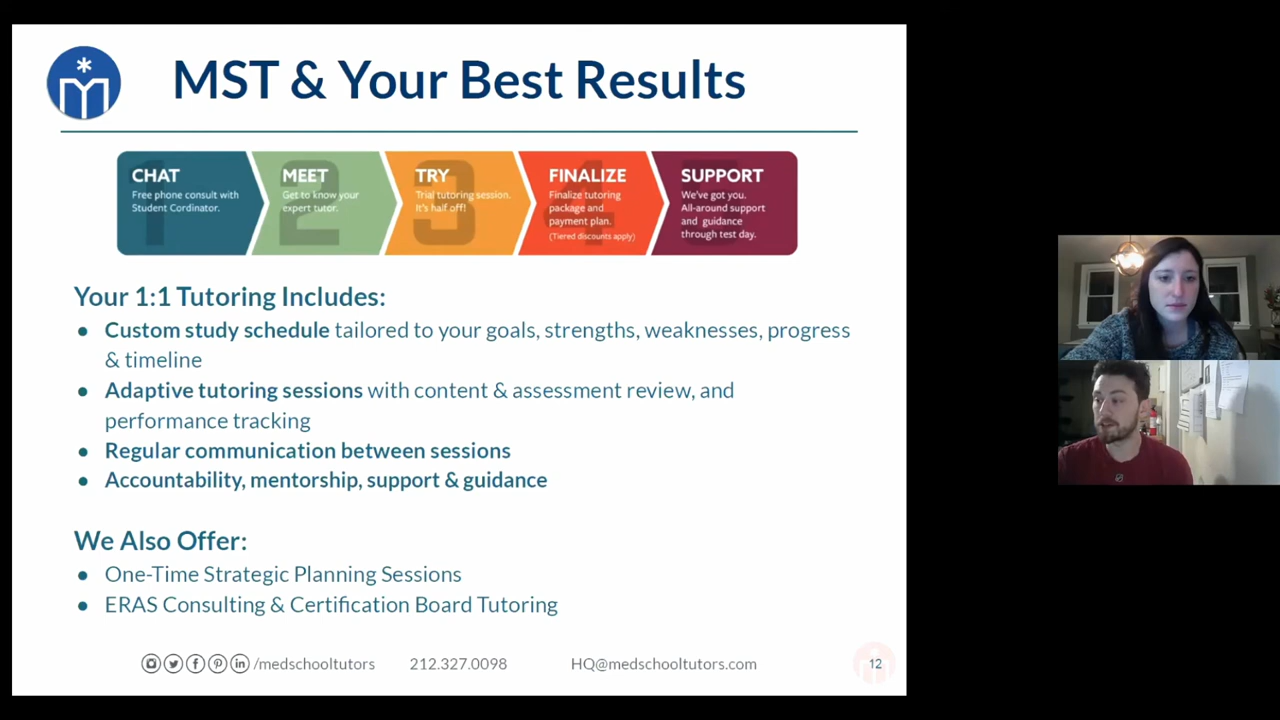 MST & Your Best Results
1 CHAT
Free phone consult with
Student Cordinator.
2 MEET
Get to know your
expert tutor.
3 TRY
Trial tutoring session.
It's half off!
4 FINALIZE
Finalize tutoring
package and
payment plan.
(Tiered discounts apply)
SUPPORT
We've got you.
All-around support
and guidance
through test day.
Your 1:1 Tutoring Includes:
● Custom study schedule tailored to your goals, strengths, weaknesses, progress
& timeline
● Adaptive tutoring sessions with content & assessment review, and
performance tracking
● Regular communication between sessions
● Accountability, mentorship, support & guidance
We Also Offer:
● One-Time Strategic Planning Sessions
● ERAS Consulting & Certification Board Tutoring
/medschooltutors 212.327.0098 HQ@medschooltutors.com 12